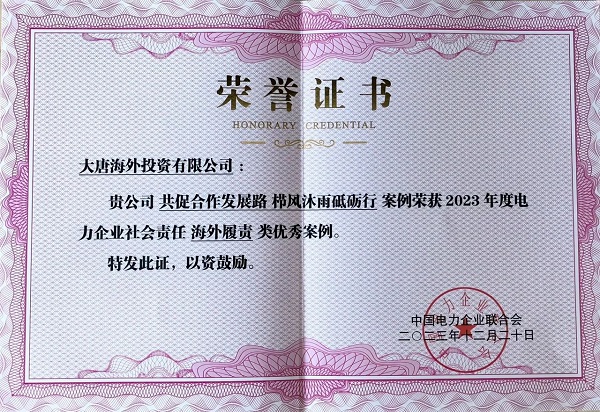 荣誉证书
HONORARY CREDENTIAL
大唐海外投资有限公司：
贵公司 共促合作发展路 栉风沐雨砥砺行 案例荣获 2023 年度电
力企业社会责任 海外履责 类优秀案例。
特发此证，以资鼓励。
中国电力企业联合会
二〇二三年十二月二十日